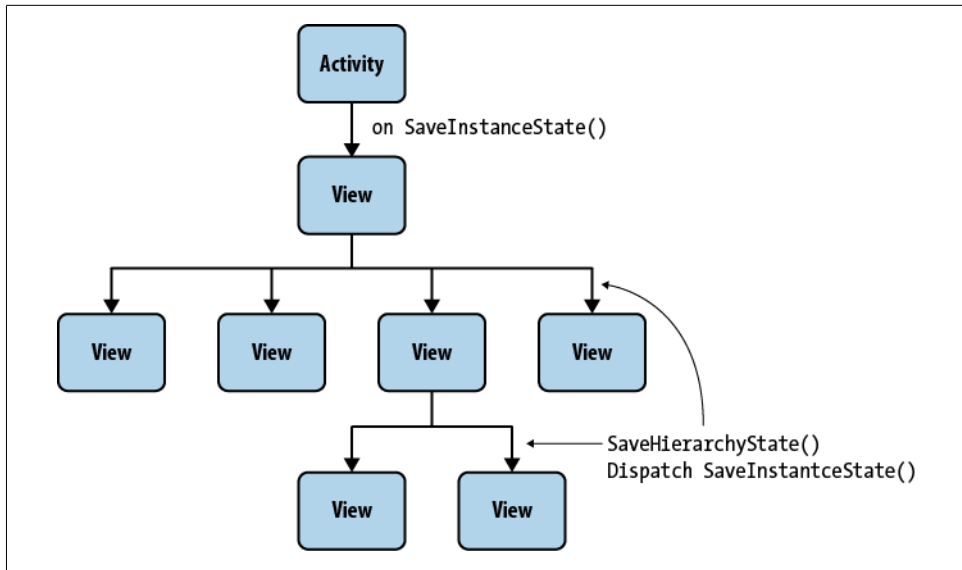 Activity
on SaveInstanceState()
View
View
View
View
View
SaveHierarchyState()
Dispatch SaveInstantceState()
View
View